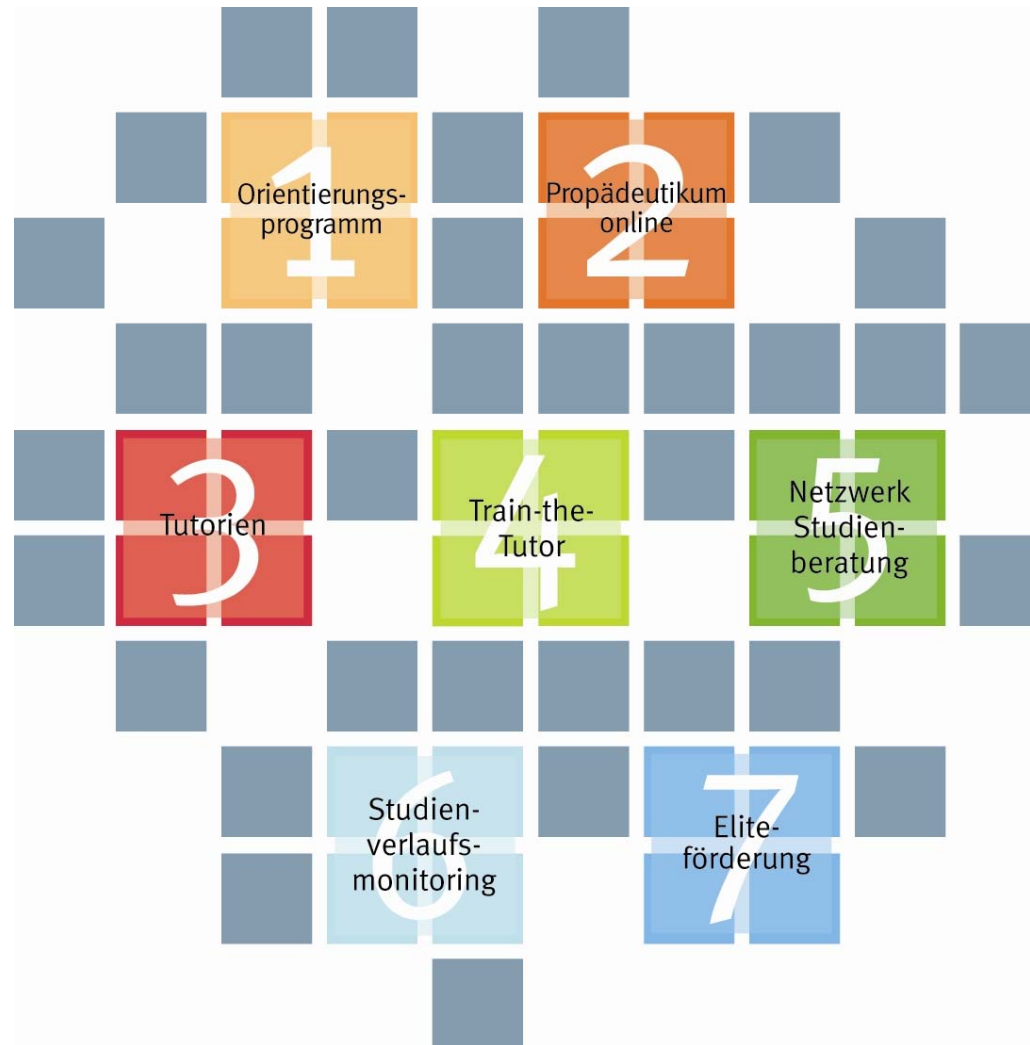 1
Orientierungs-
programm
2
Propädeutikum
online
3
Tutorien
4
Train-the-
Tutor
5
Netzwerk
Studien-
beratung
6
Studien-
verlaufs-
monitoring
7
Elite-
förderung